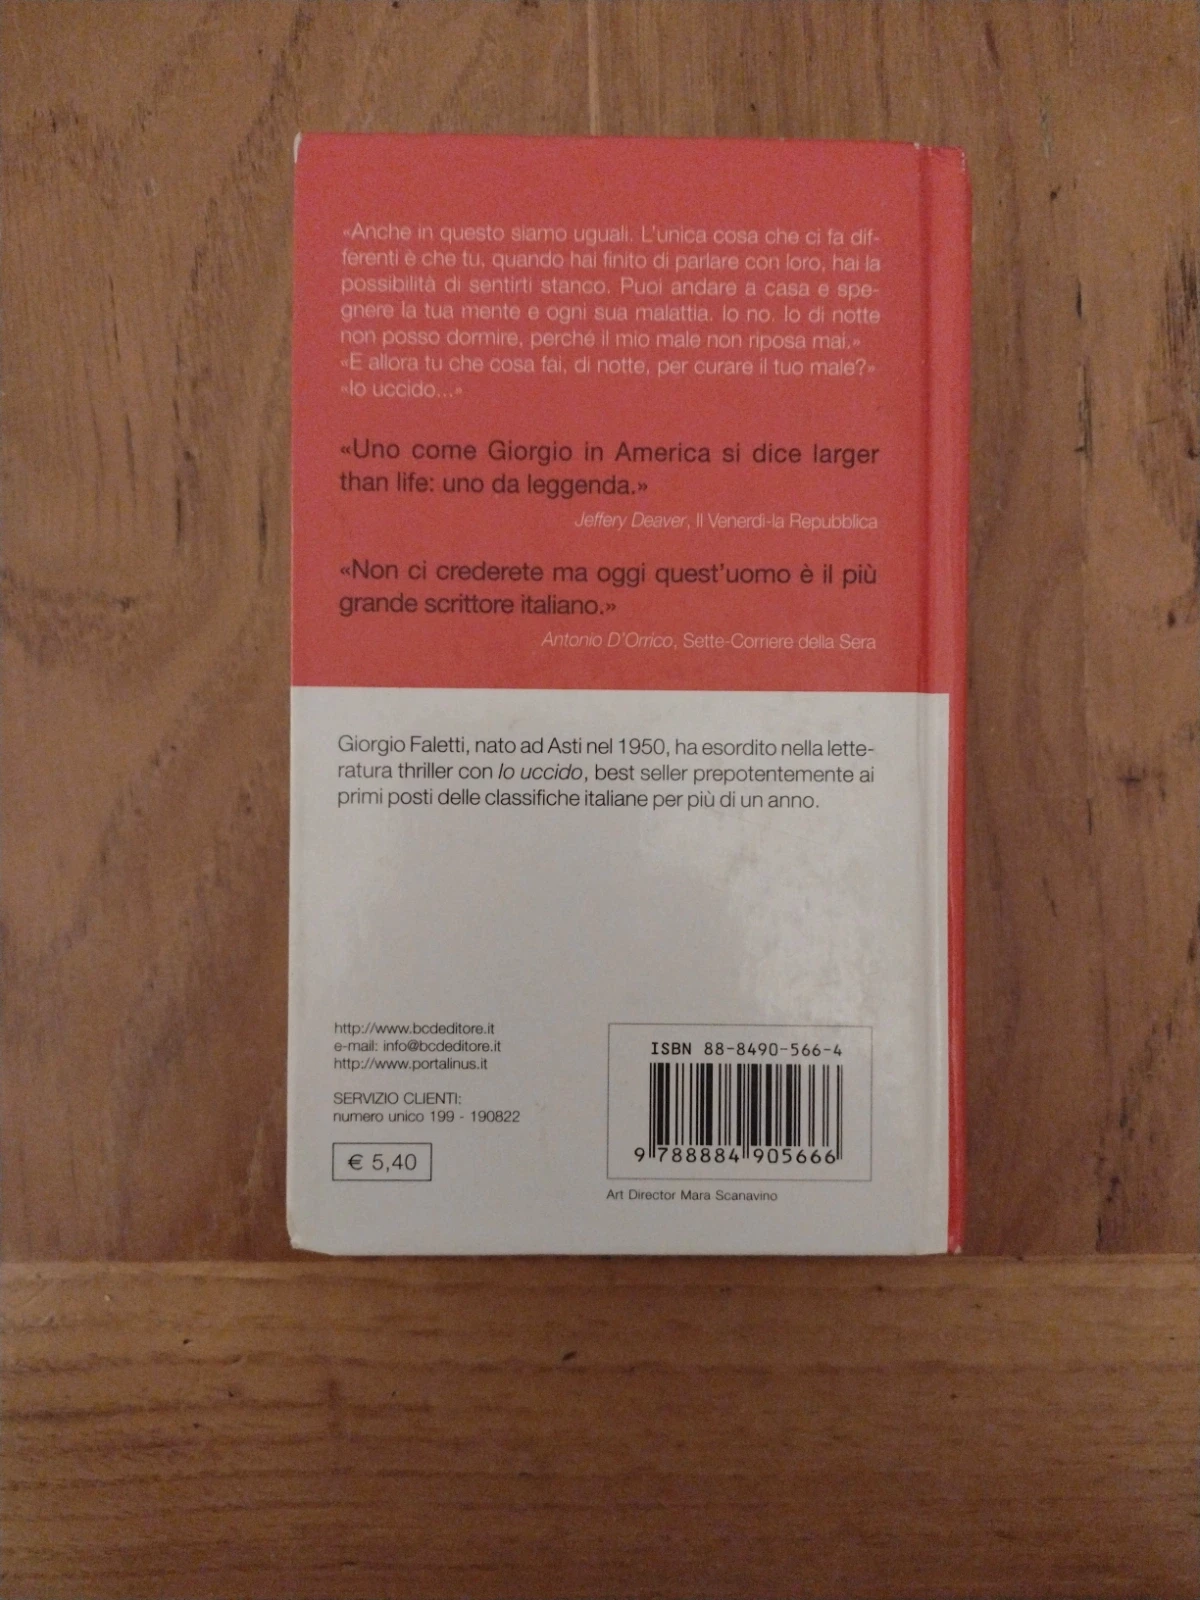 «Anche in questo siamo uguali. L'unica cosa che ci fa dif-
ferenti è che tu, quando hai finito di parlare con loro, hai la
possibilità di sentirti stanco. Puoi andare a casa e spe-
gnere la tua mente e ogni sua malattia. Io no. Io di notte
non posso dormire, perché il mio male non riposa mai.»
«E allora tu che cosa fai, di notte, per curare il tuo male?»
«Io uccido...»
«Uno come Giorgio in America si dice larger
than life: uno da leggenda.»
Jeffery Deaver, Il Venerdì-la Repubblica
«Non ci crederete ma oggi quest'uomo è il più
grande scrittore italiano.»
Antonio D'Orrico, Sette-Corriere della Sera
Giorgio Faletti, nato ad Asti nel 1950, ha esordito nella lette-
ratura thriller con Io uccido, best seller prepotentemente ai
primi posti delle classifiche italiane per più di un anno.
http://www.bcdeditore.it
e-mail: info@bcdeditore.it
http://www.portalinus.it
SERVIZIO CLIENTI:
numero unico 199 - 190822
€ 5,40
ISBN 88-8490-566-4
9 788884 905666
Art Director Mara Scanavino